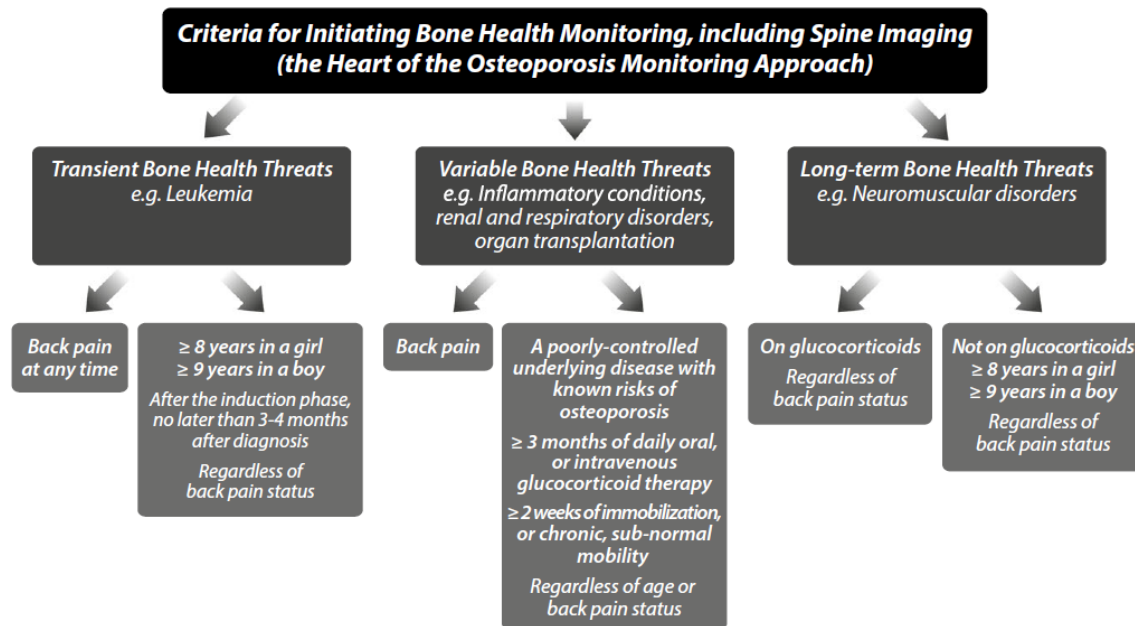 Criteria for Initiating Bone Health Monitoring, including Spine Imaging
(the Heart of the Osteoporosis Monitoring Approach)
Transient Bone Health Threats
e.g. Leukemia
Variable Bone Health Threats
e.g. Inflammatory conditions,
renal and respiratory disorders,
organ transplantation
Long-term Bone Health Threats
e.g. Neuromuscular disorders
Back pain
at any time
≥ 8 years in a girl
≥ 9 years in a boy
After the induction phase,
no later than 3-4 months
after diagnosis
Regardless of
back pain status
Back pain
A poorly-controlled
underlying disease with
known risks of
osteoporosis
≥ 3 months of daily oral,
or intravenous
glucocorticoid therapy
≥ 2 weeks of immobilization,
or chronic, sub-normal
mobility
Regardless of age or
back pain status
On glucocorticoids
Regardless of
back pain status
Not on glucocorticoids
≥ 8 years in a girl
≥ 9 years in a boy
Regardless of
back pain status